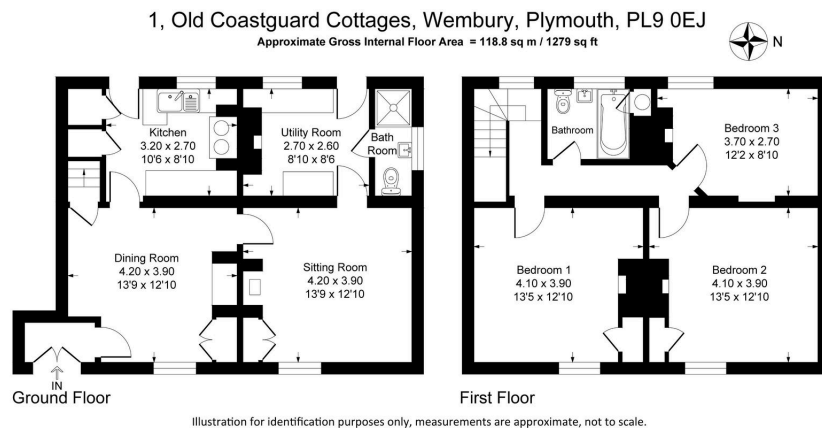 1, Old Coastguard Cottages, Wembury, Plymouth, PL9 0EJ
Approximate Gross Internal Floor Area = 118.8 sq m / 1279 sq ft
N
Kitchen
3.20 x 2.70
10'6 x 8'10
Utility Room
2.70 x 2.60
8'10 x 8'6
Bath
Room
Dining Room
4.20 x 3.90
13'9 x 12'10
Sitting Room
4.20 x 3.90
13'9 x 12'10
IN
Ground Floor
Bathroom
Bedroom 3
3.70 x 2.70
12'2 x 8'10
Bedroom 1
4.10 x 3.90
13'5 x 12'10
Bedroom 2
4.10 x 3.90
13'5 x 12'10
First Floor
Illustration for identification purposes only, measurements are approximate, not to scale.